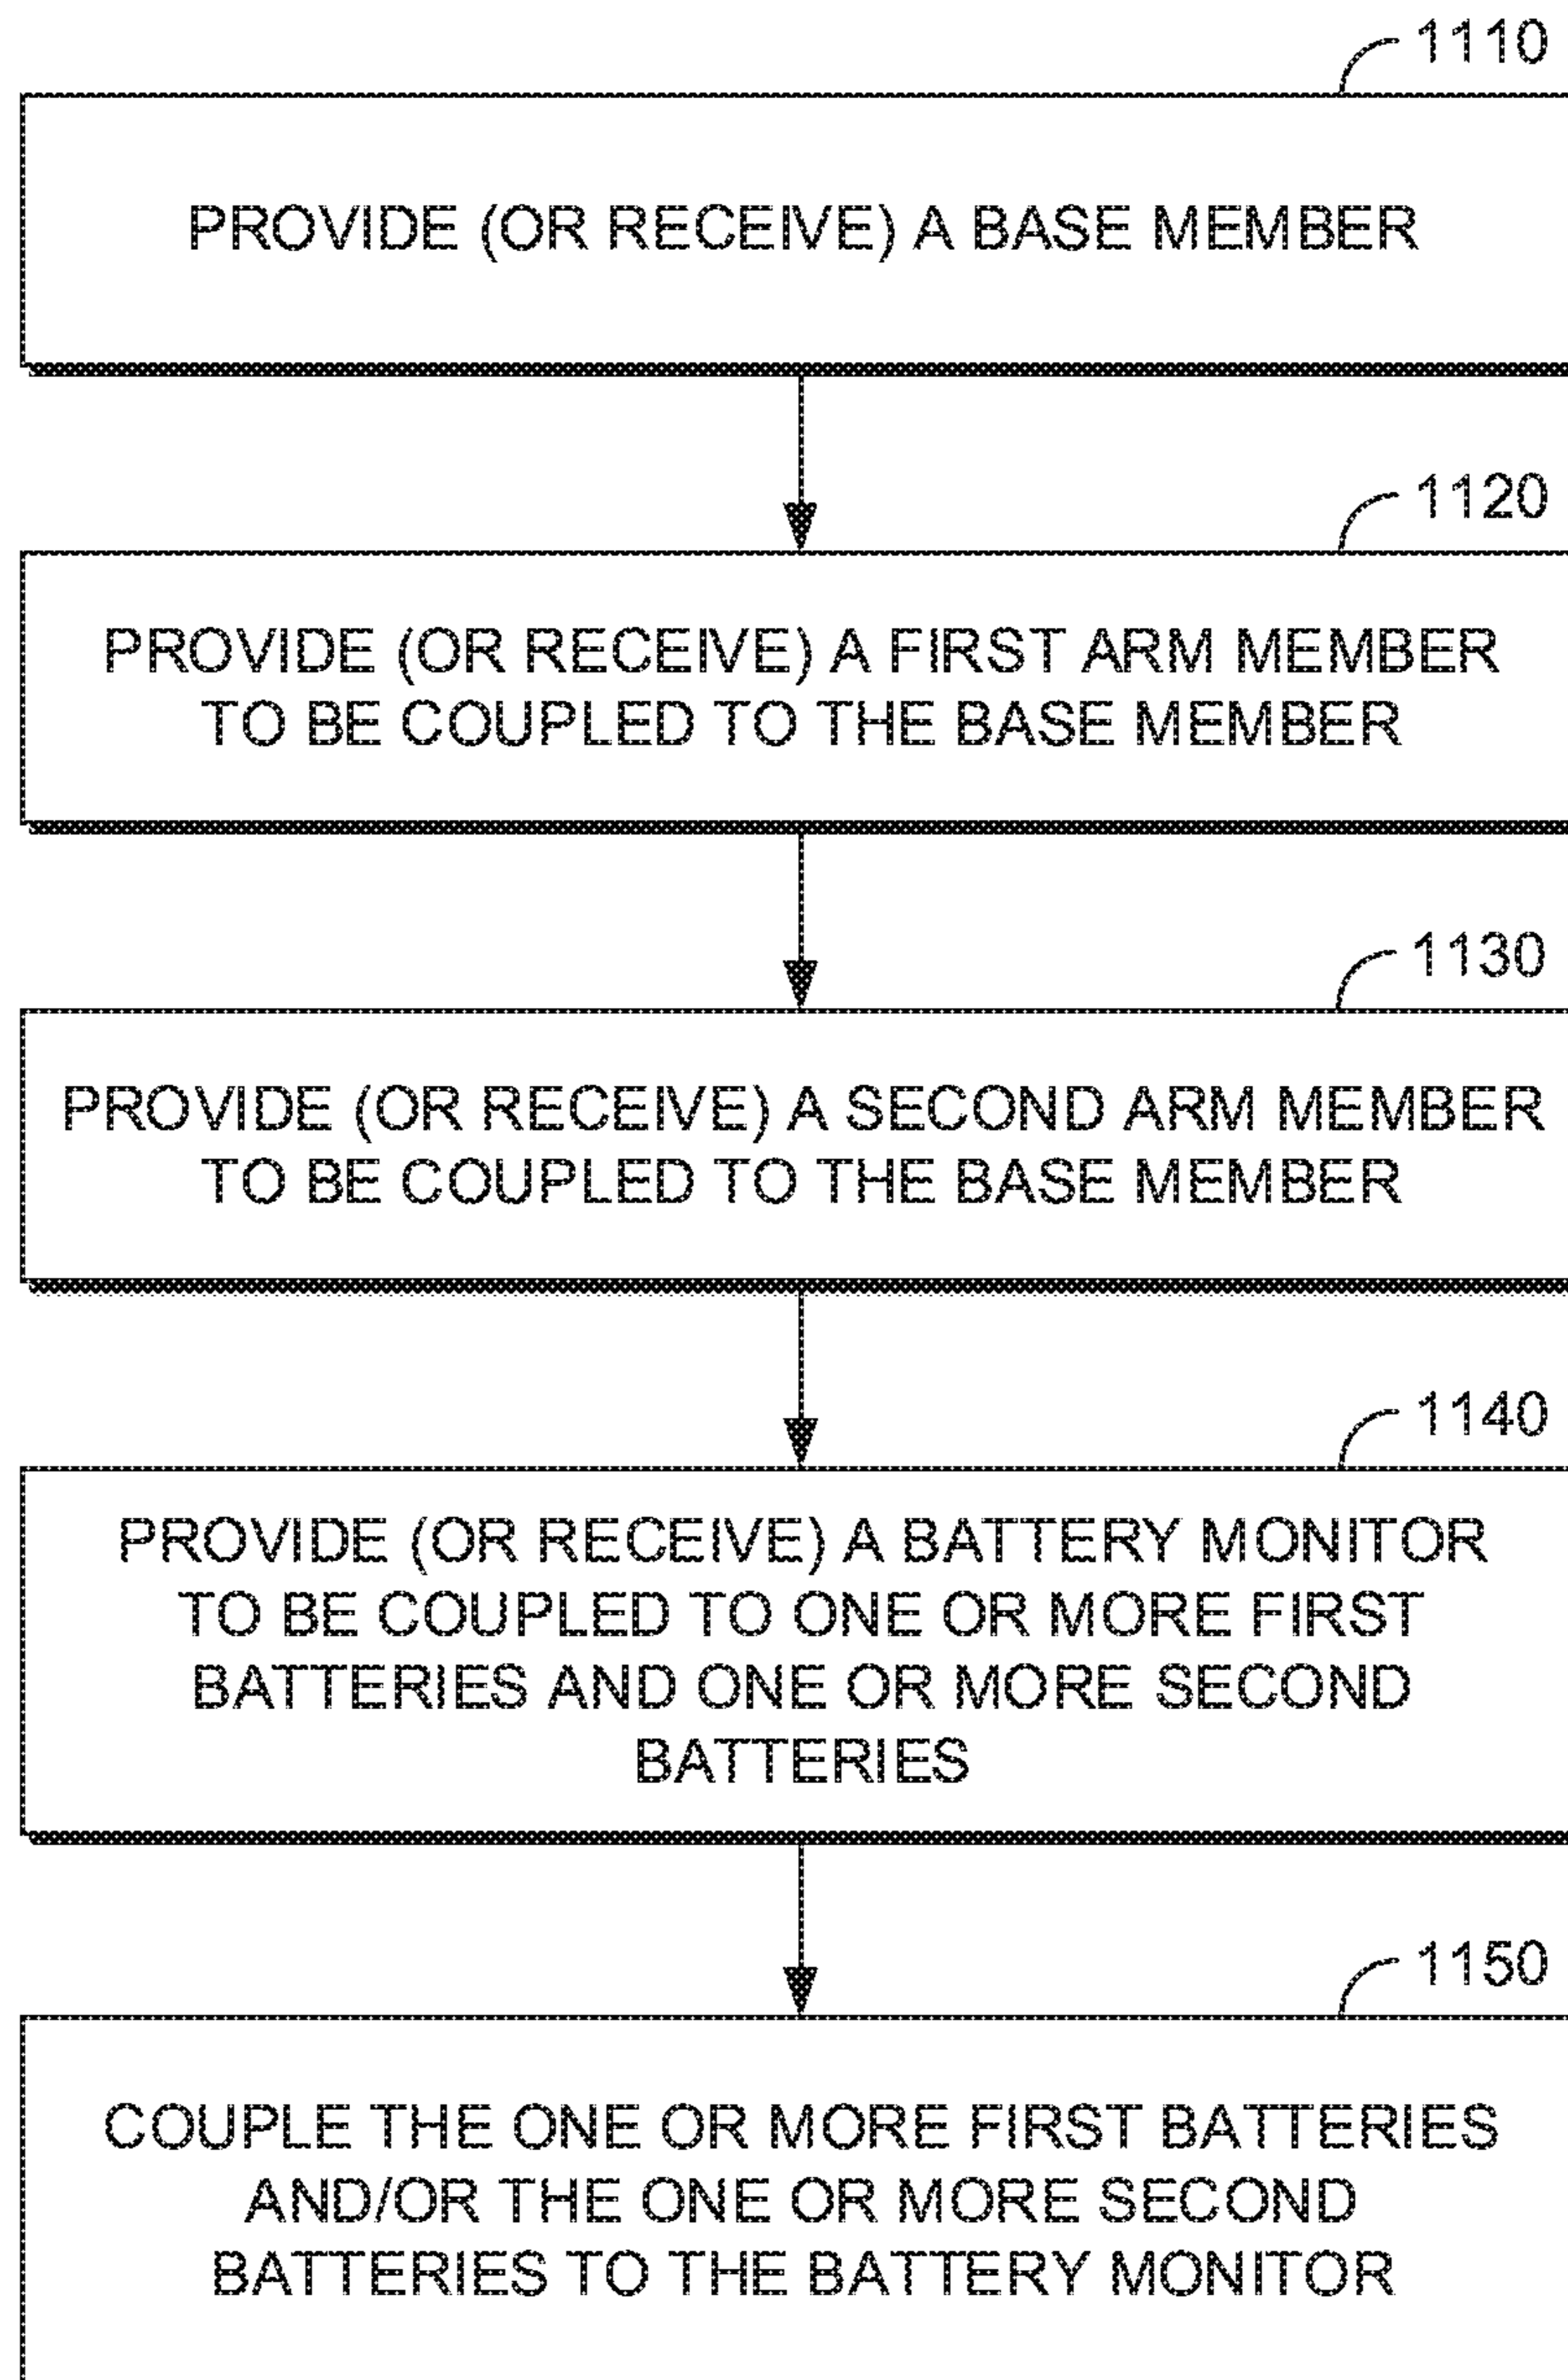 1110
PROVIDE (OR RECEIVE) A BASE MEMBER
1120
PROVIDE (OR RECEIVE) A FIRST ARM MEMBER
TO BE COUPLED TO THE BASE MEMBER
1130
PROVIDE (OR RECEIVE) A SECOND ARM MEMBER
TO BE COUPLED TO THE BASE MEMBER
1140
PROVIDE (OR RECEIVE) A BATTERY MONITOR
TO BE COUPLED TO ONE OR MORE FIRST
BATTERIES AND ONE OR MORE SECOND
BATTERIES
1150
COUPLE THE ONE OR MORE FIRST BATTERIES
AND/OR THE ONE OR MORE SECOND
BATTERIES TO THE BATTERY MONITOR